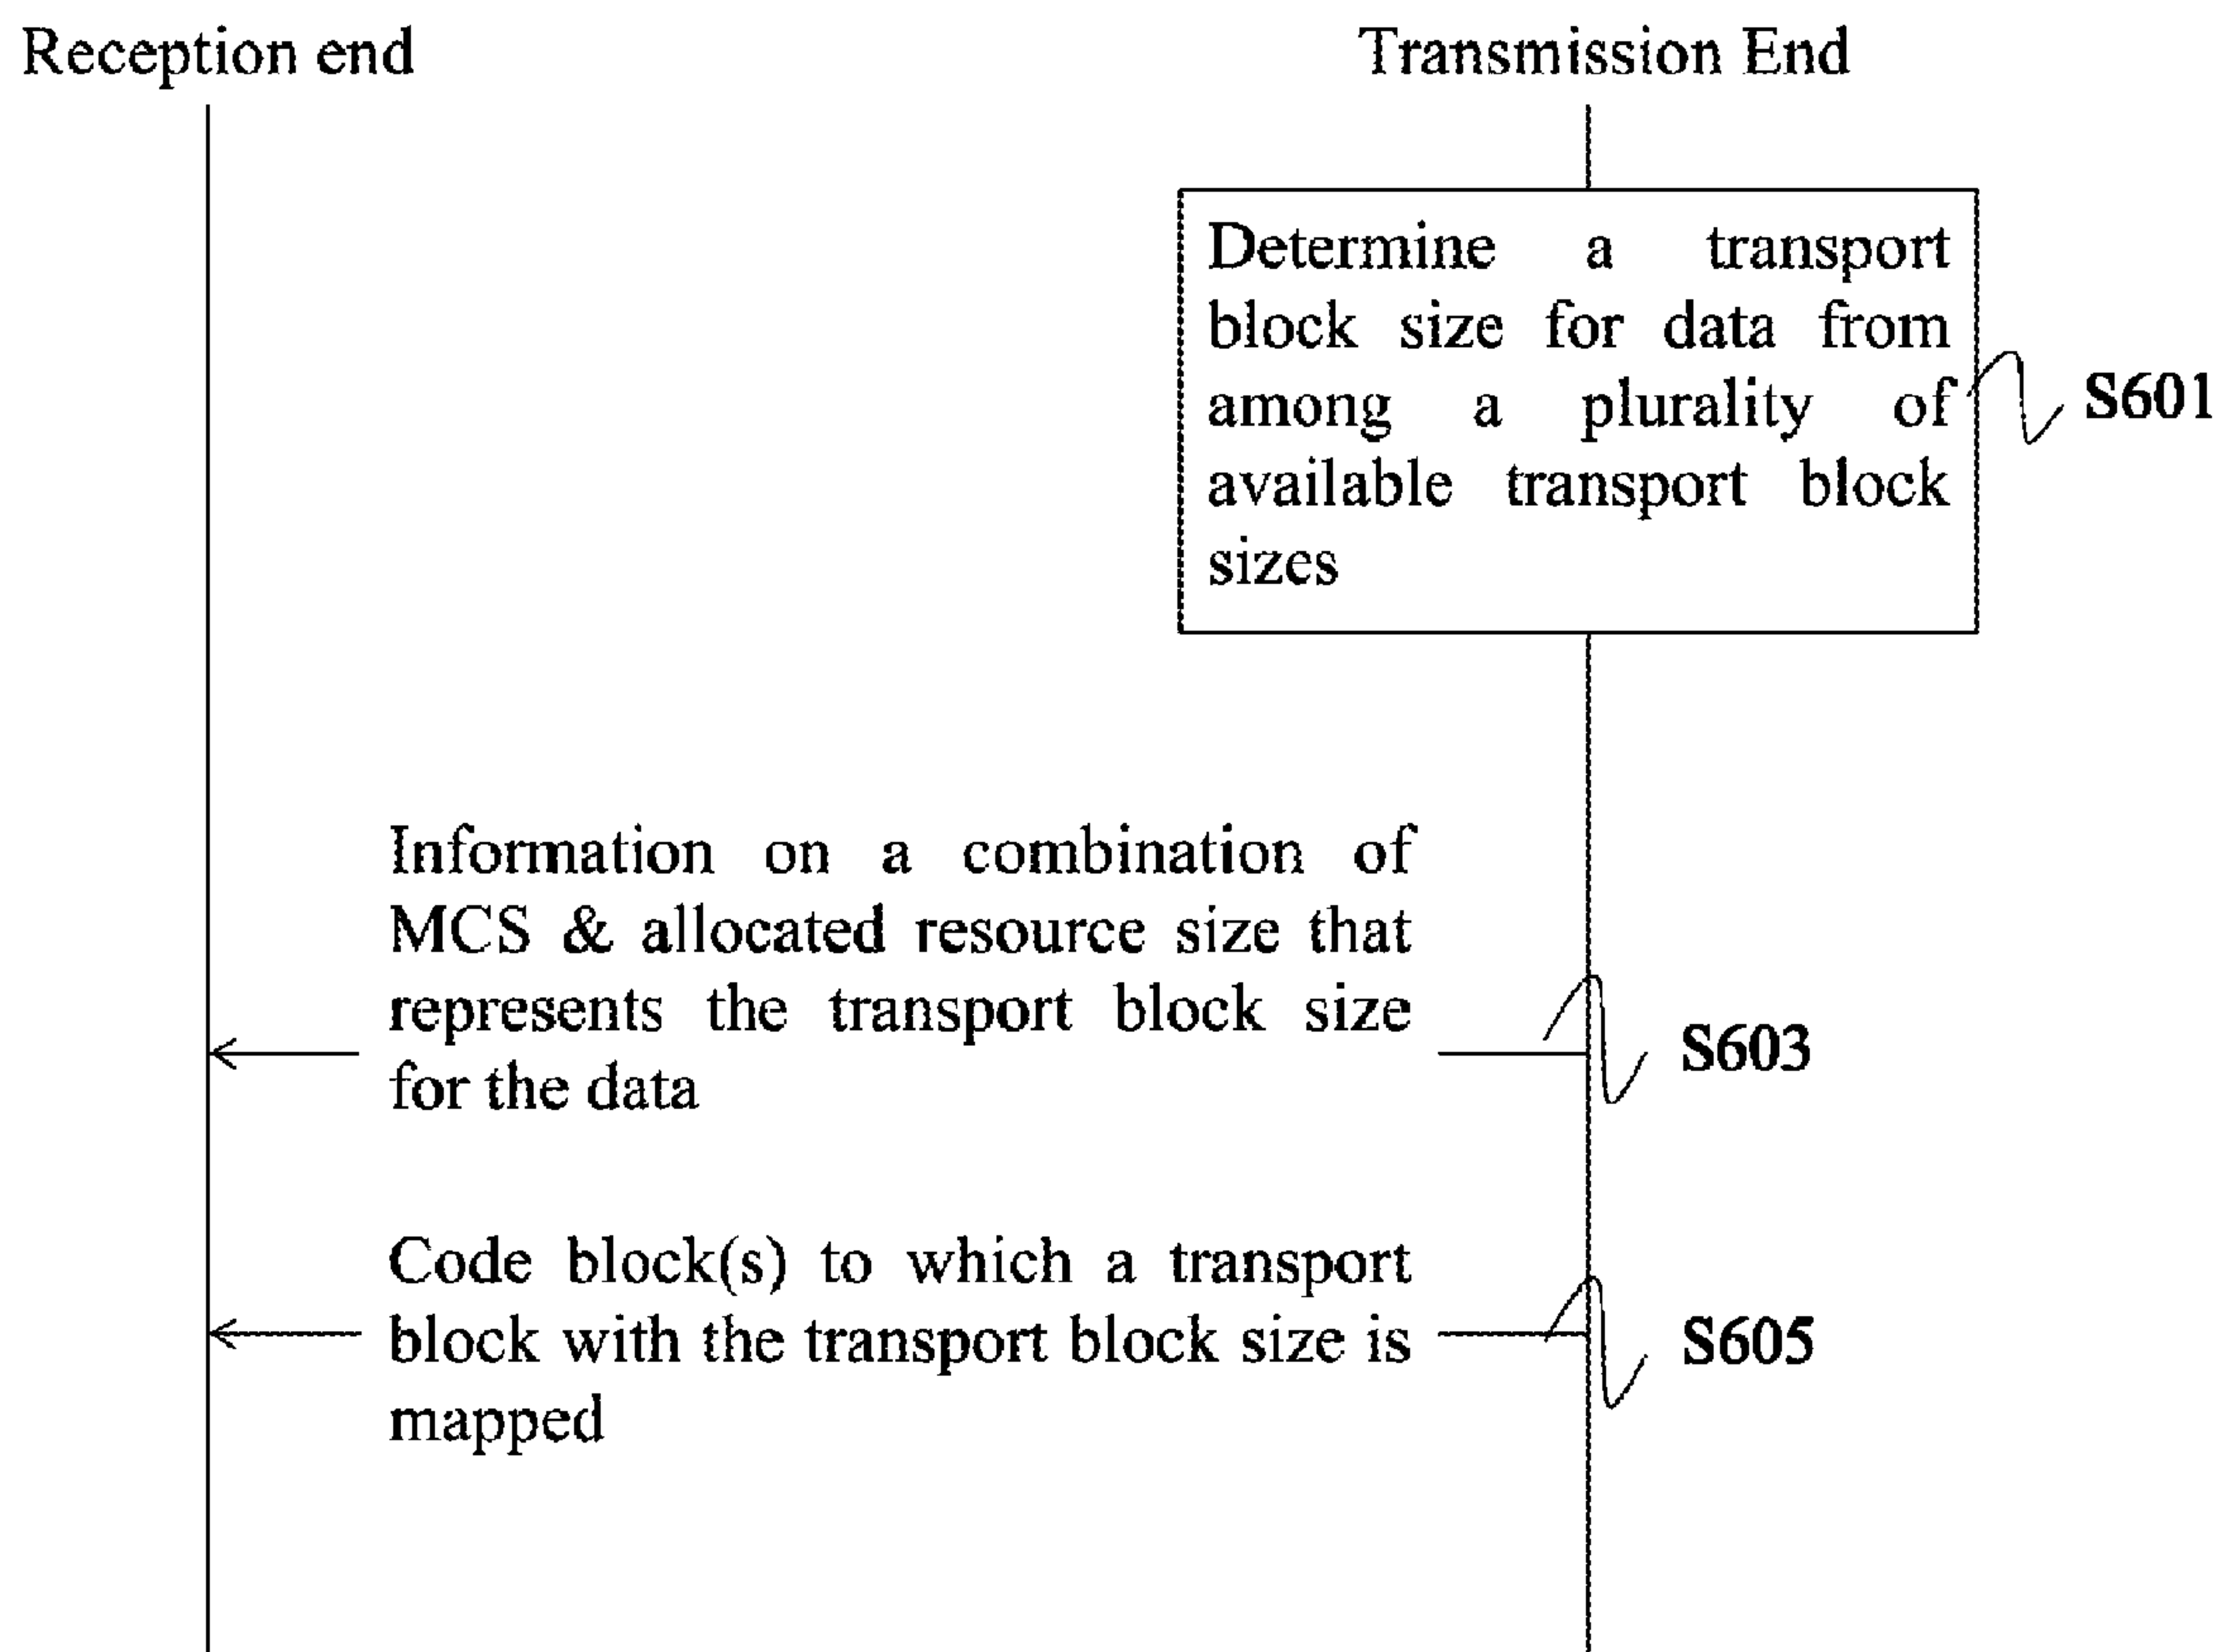 Reception end
Transmission End
Determine a transport
block size for data from
among a plurality of
available transport block
sizes
S601
Information on a combination of
MCS & allocated resource size that
represents the transport block size
for the data
S603
Code block(s) to which a transport
block with the transport block size is
mapped
S605